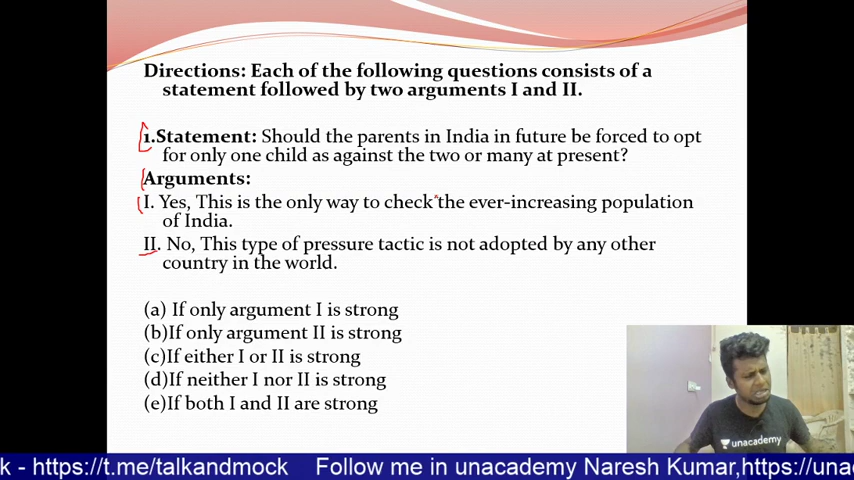 Directions: Each of the following questions consists of a
statement followed by two arguments I and II.
1.Statement: Should the parents in India in future be forced to opt
for only one child as against the two or many at present?
Arguments:
I. Yes, This is the only way to check the ever-increasing population
of India.
II. No, This type of pressure tactic is not adopted by any other
country in the world.
(a) If only argument I is strong
(b)If only argument II is strong
(c)If either I or II is strong
(d)If neither I nor II is strong
(e)If both I and II are strong
unacademy
k - https://t.me/talkandmock Follow me in unacademy Naresh Kumar,https://una